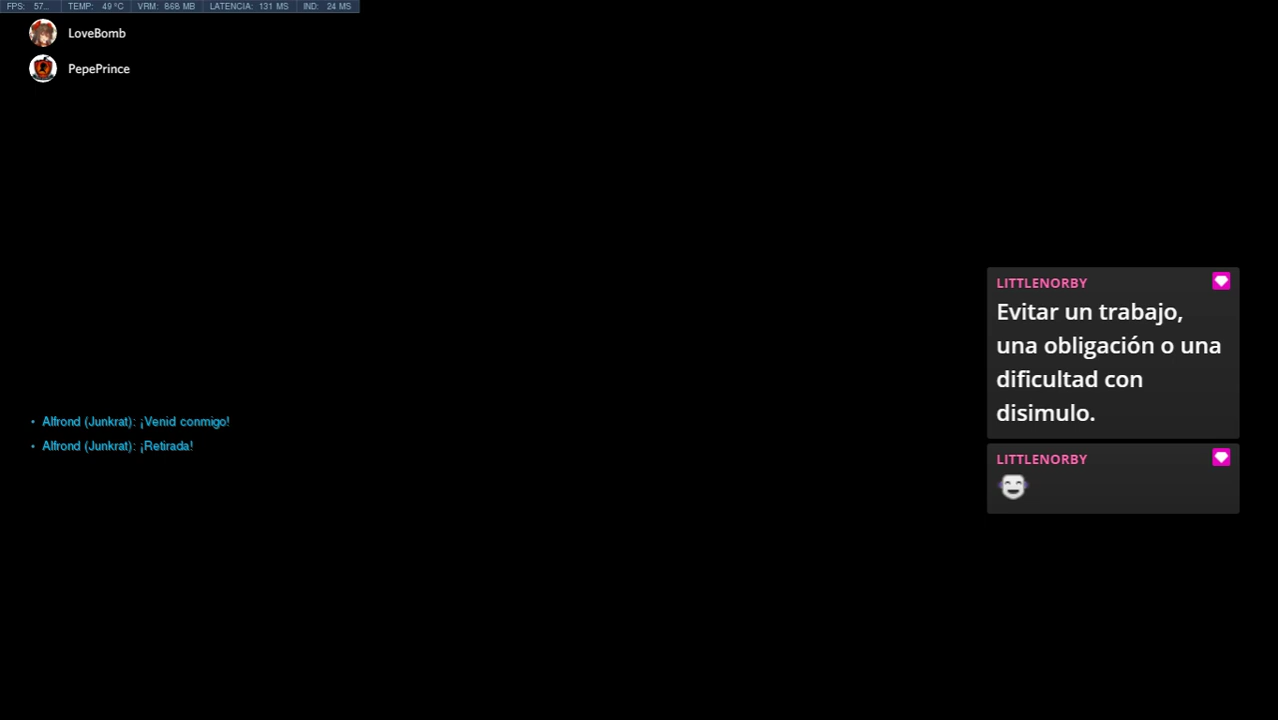 FPS: 57... TEMP: 49 ºC VRM: 868 MB LATENCIA: 131 MS IND: 24 MS
LoveBomb
PepePrince
LITTLENORBY
Evitar un trabajo,
una obligación o una
dificultad con
disimulo.
• Alfrond (Junkrat): ¡Venid conmigo!
• Alfrond (Junkrat): ¡Retirada!
LITTLENORBY